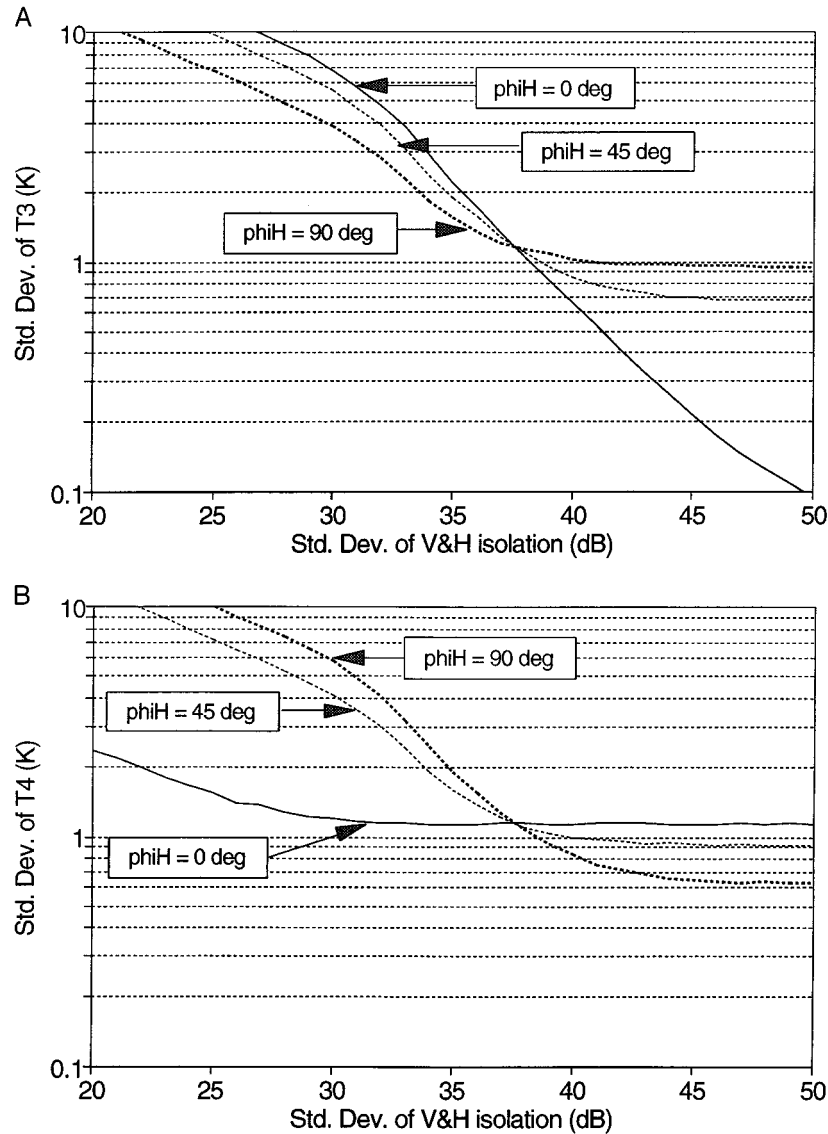 A
10
1
0.1
Std. Dev. of T3 (K)
phiH = 0 deg
phiH = 45 deg
phiH = 90 deg
20 25 30 35 40 45 50
Std. Dev. of V&H isolation (dB)
B
10
1
0.1
Std. Dev. of T4 (K)
phiH = 90 deg
phiH = 45 deg
phiH = 0 deg
20 25 30 35 40 45 50
Std. Dev. of V&H isolation (dB)